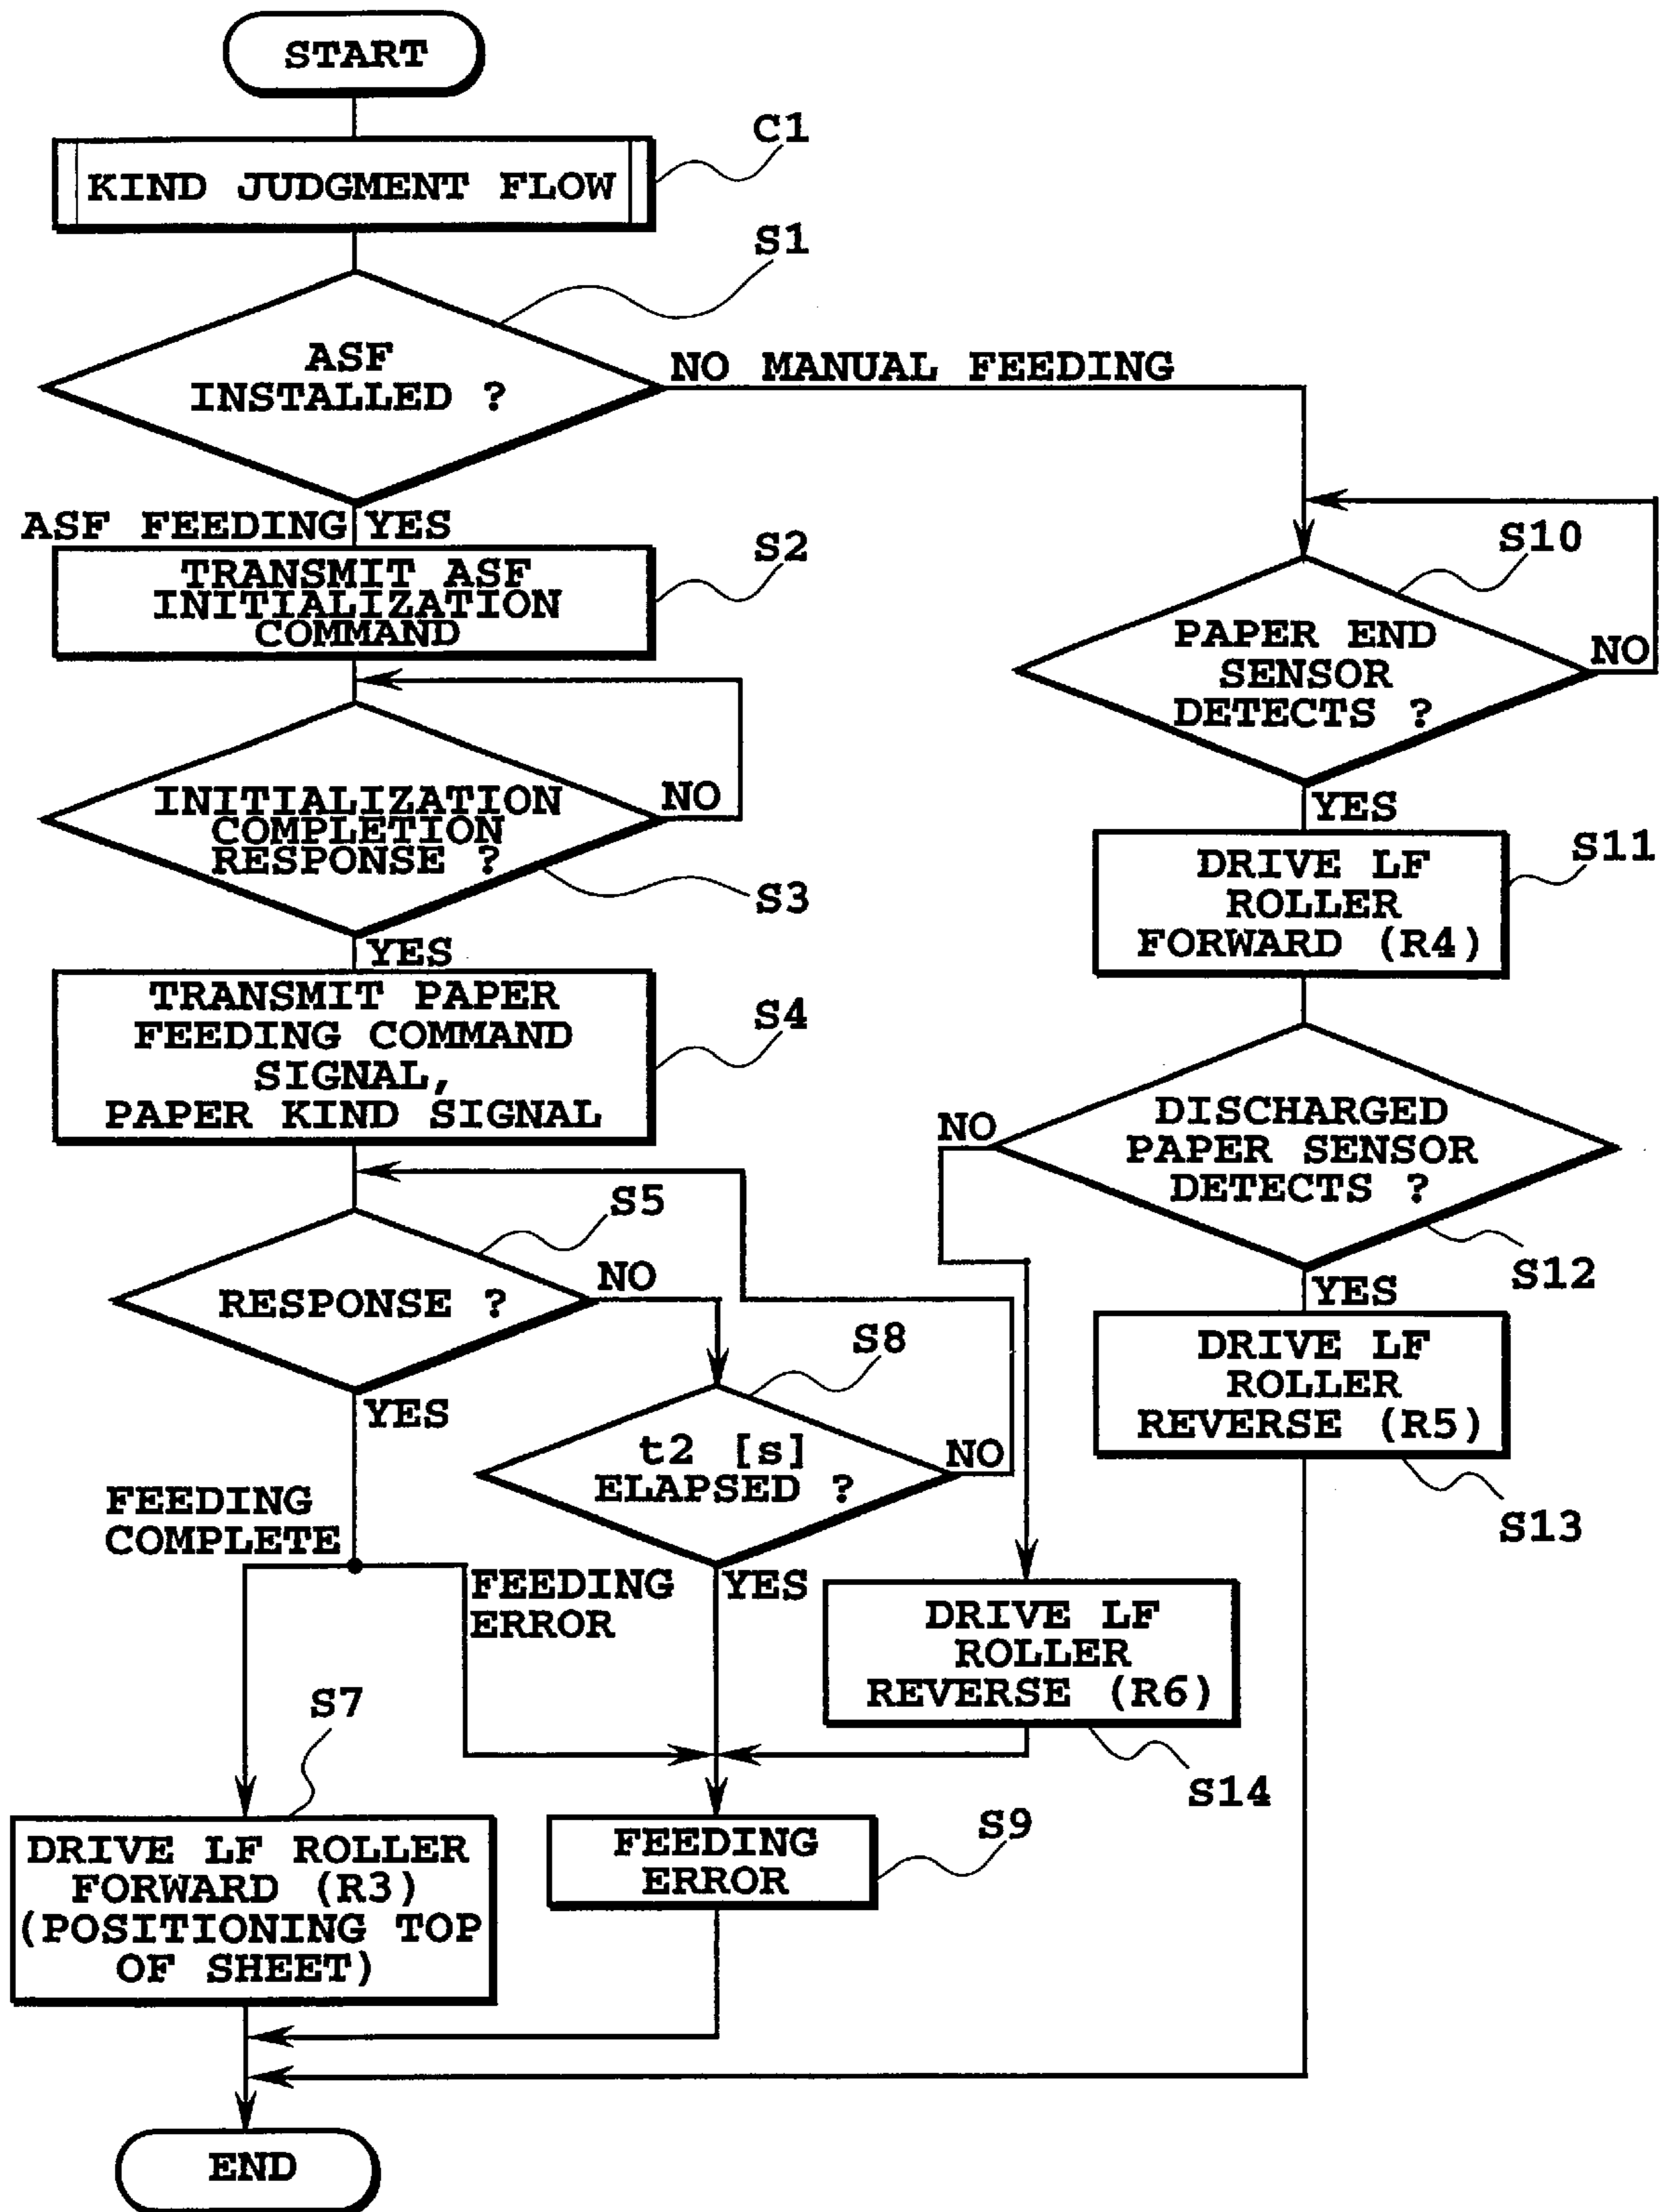 START
C1
KIND JUDGMENT FLOW
S1
ASF
INSTALLED ?
NO MANUAL FEEDING
ASF FEEDING YES
S2
TRANSMIT ASF
INITIALIZATION
COMMAND
S10
PAPER END
SENSOR
DETECTS ?
NO
YES
INITIALIZATION
COMPLETION
RESPONSE ?
NO
S3
YES
S11
DRIVE LF
ROLLER
FORWARD (R4)
TRANSMIT PAPER
FEEDING COMMAND
SIGNAL,
PAPER KIND SIGNAL
S4
DISCHARGED
PAPER SENSOR
DETECTS ?
NO
S12
YES
S5
RESPONSE ?
NO
YES
S8
t2 [s]
ELAPSED ?
NO
YES
DRIVE LF
ROLLER
REVERSE (R5)
S13
FEEDING
COMPLETE
FEEDING
ERROR
DRIVE LF
ROLLER
REVERSE (R6)
S14
S7
DRIVE LF ROLLER
FORWARD (R3)
(POSITIONING TOP
OF SHEET)
S9
FEEDING
ERROR
END